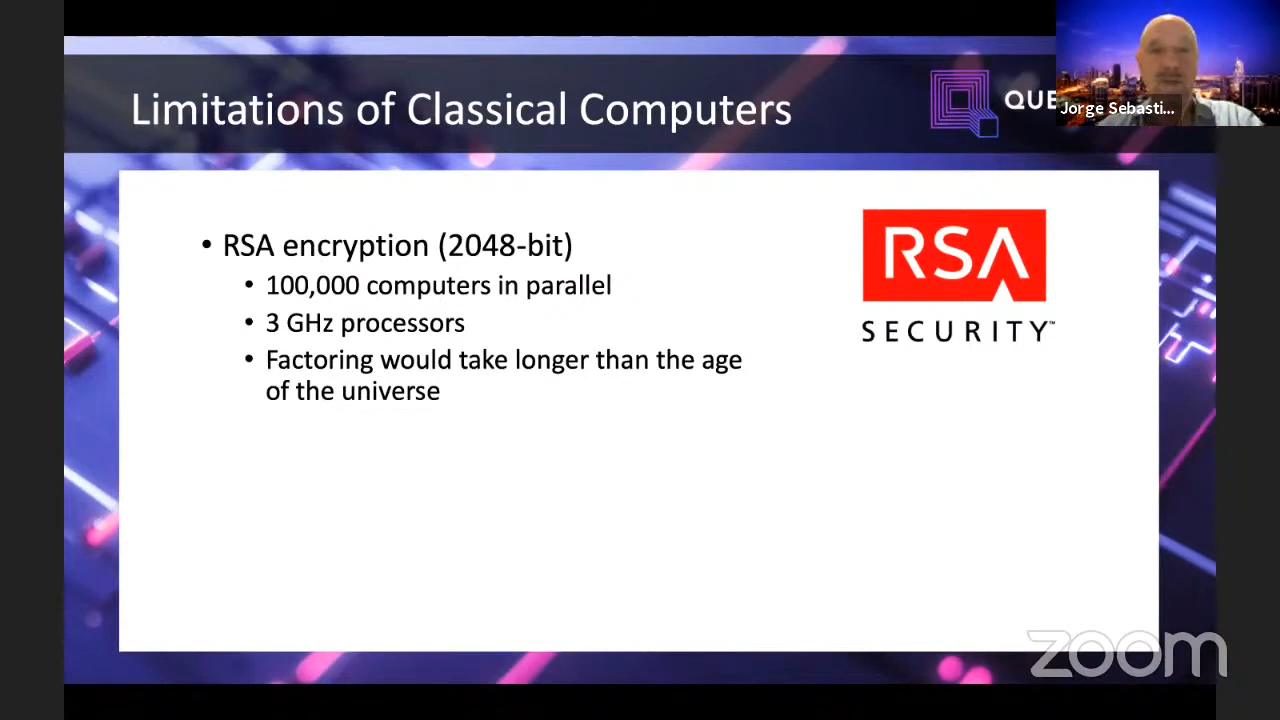 Limitations of Classical Computers
QUE
Jorge Sebasti...
• RSA encryption (2048-bit)
• 100,000 computers in parallel
• 3 GHz processors
• Factoring would take longer than the age
of the universe
RSA
SECURITY™
zoom